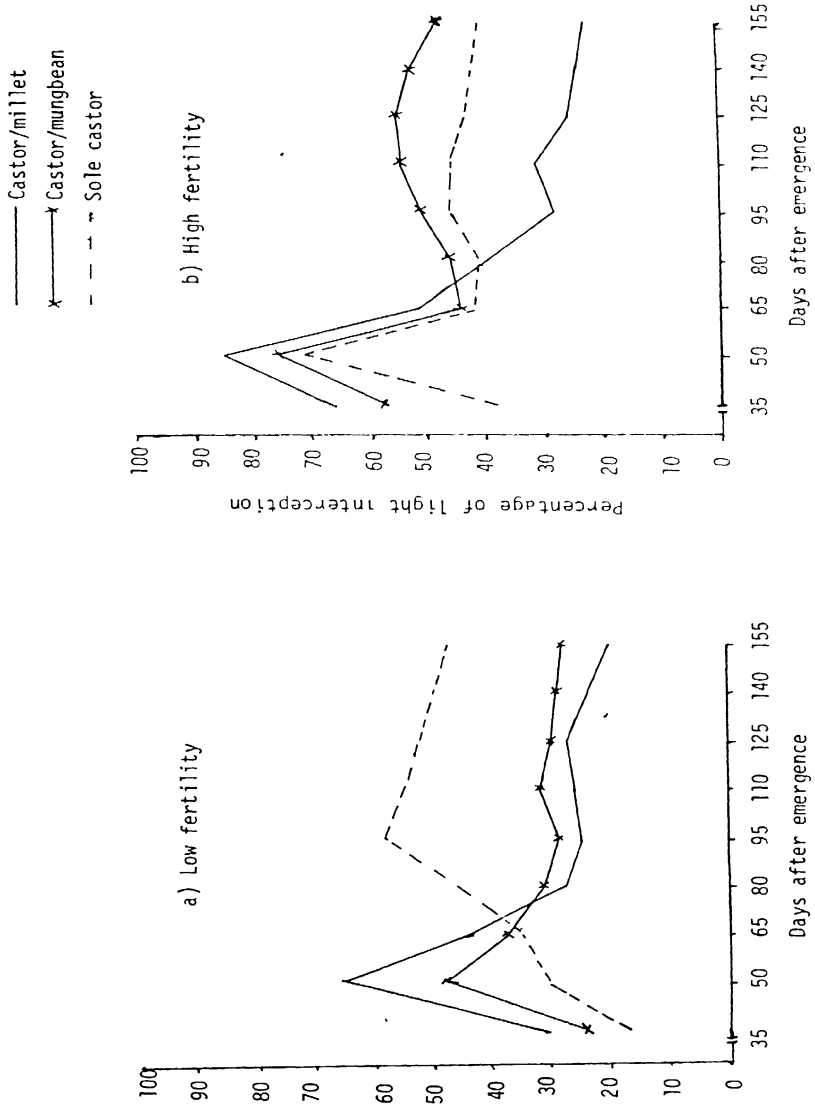 Castor/millet
Castor/mungbean
Sole castor
a) Low fertility
100
90
80
70
60
50
40
30
20
10
0
35 50 65 80 95 110 125 140 155
Days after emergence
b) High fertility
Percentage of light interception
100
90
80
70
60
50
40
30
20
10
0
35 50 65 80 95 110 125 140 155
Days after emergence